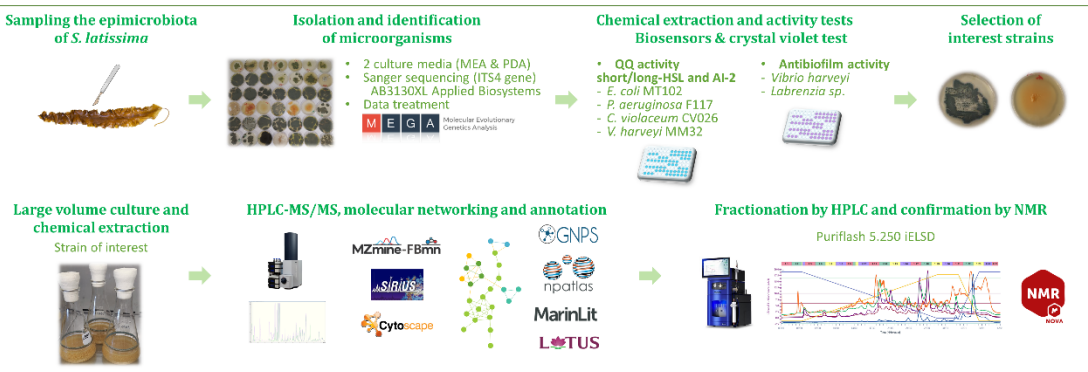 Sampling the epimicrobiota
of S. latissima
Isolation and identification
of microorganisms
• 2 culture media (MEA & PDA)
• Sanger sequencing (ITS4 gene)
AB3130XL Applied Biosystems
• Data treatment
MEGA
Molecular Evolutionary
Genetics Analysis
Chemical extraction and activity tests
Biosensors & crystal violet test
• QQ activity
short/long-HSL and AI-2
- E. coli MT102
- P. aeruginosa F117
- C. violaceum CV026
- V. harveyi MM32
• Antibiofilm activity
- Vibrio harveyi
- Labrenzia sp.
Selection of
interest strains
Large volume culture and
chemical extraction
Strain of interest
HPLC-MS/MS, molecular networking and annotation
MZmine-FBmn
SIRIUS
Cytoscape
GNPS
npatlas
MarinLit
LOTUS
Fractionation by HPLC and confirmation by NMR
Puriflash 5.250 iELSD
NMR
NOVA